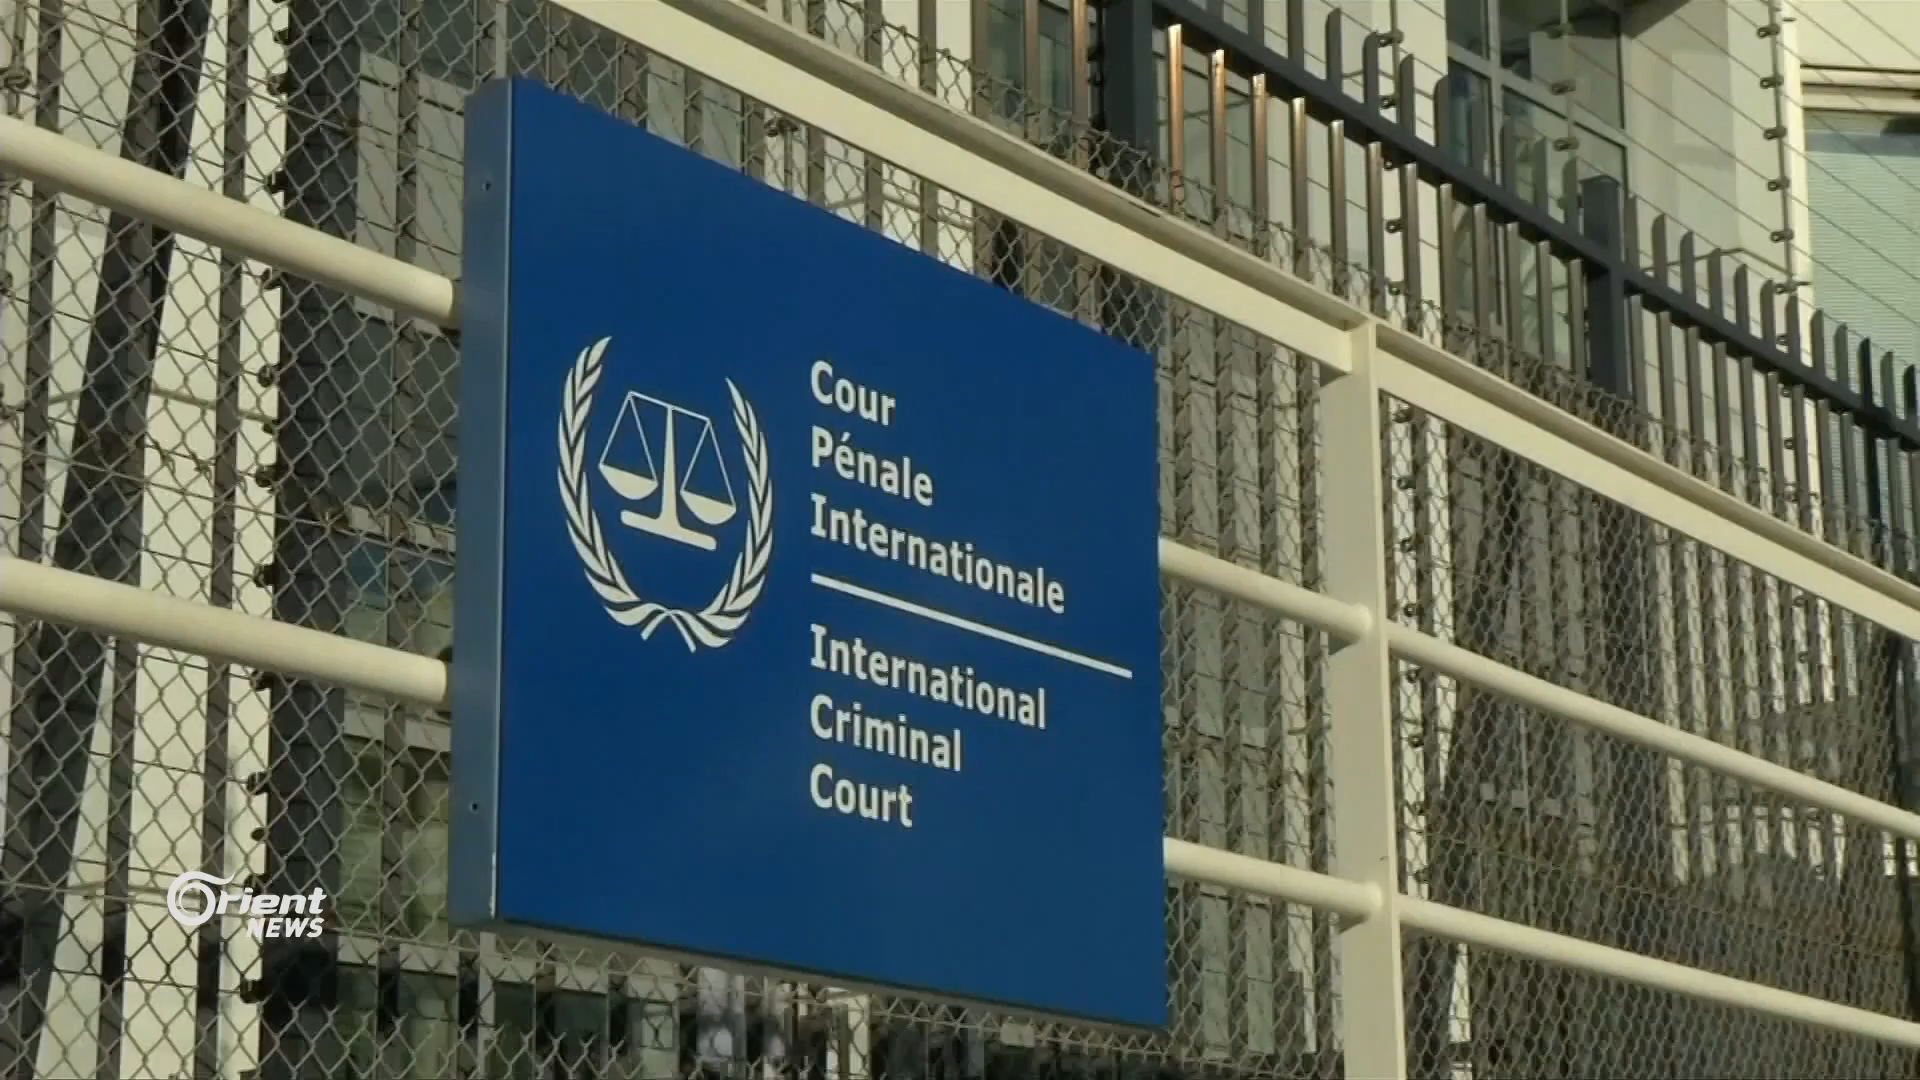 Cour
Pénale
Internationale
International
Criminal
Court
Orient
NEWS